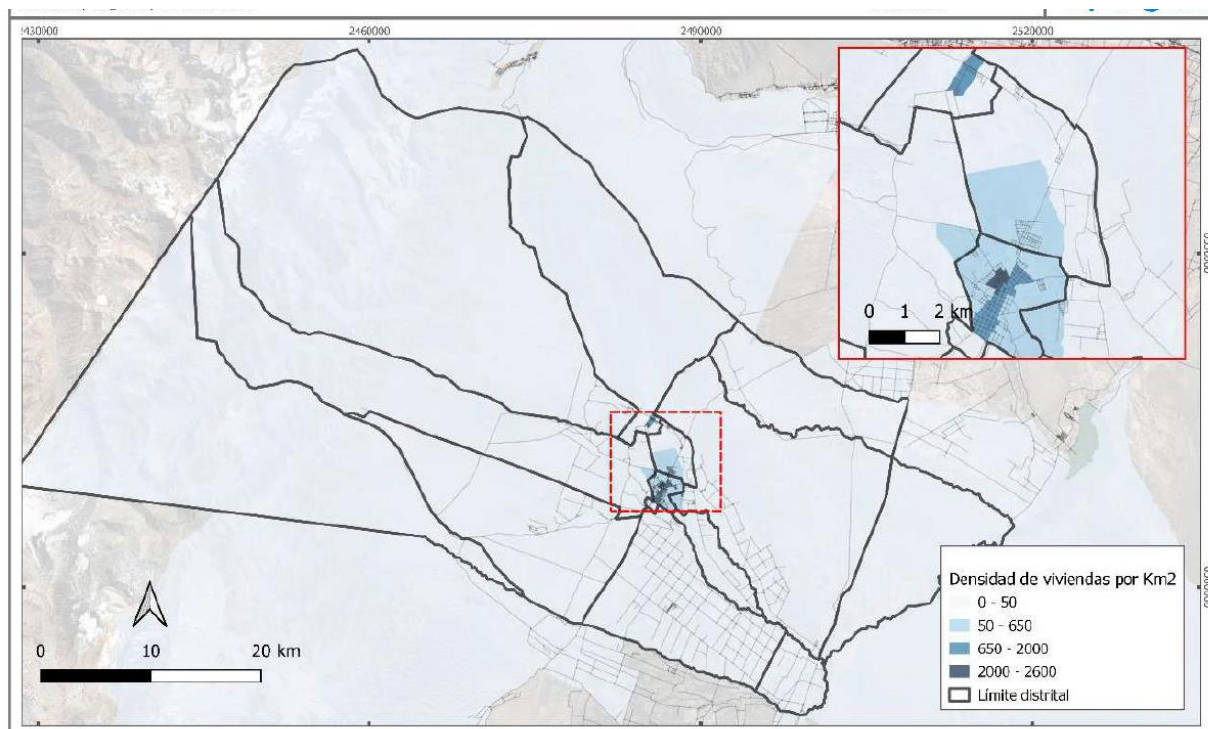 2430000
2460000
2490000
2520000
0 1 2 km
0 10 20 km
Densidad de viviendas por Km2
0 - 50
50 - 650
650 - 2000
2000 - 2600
Límite distrital